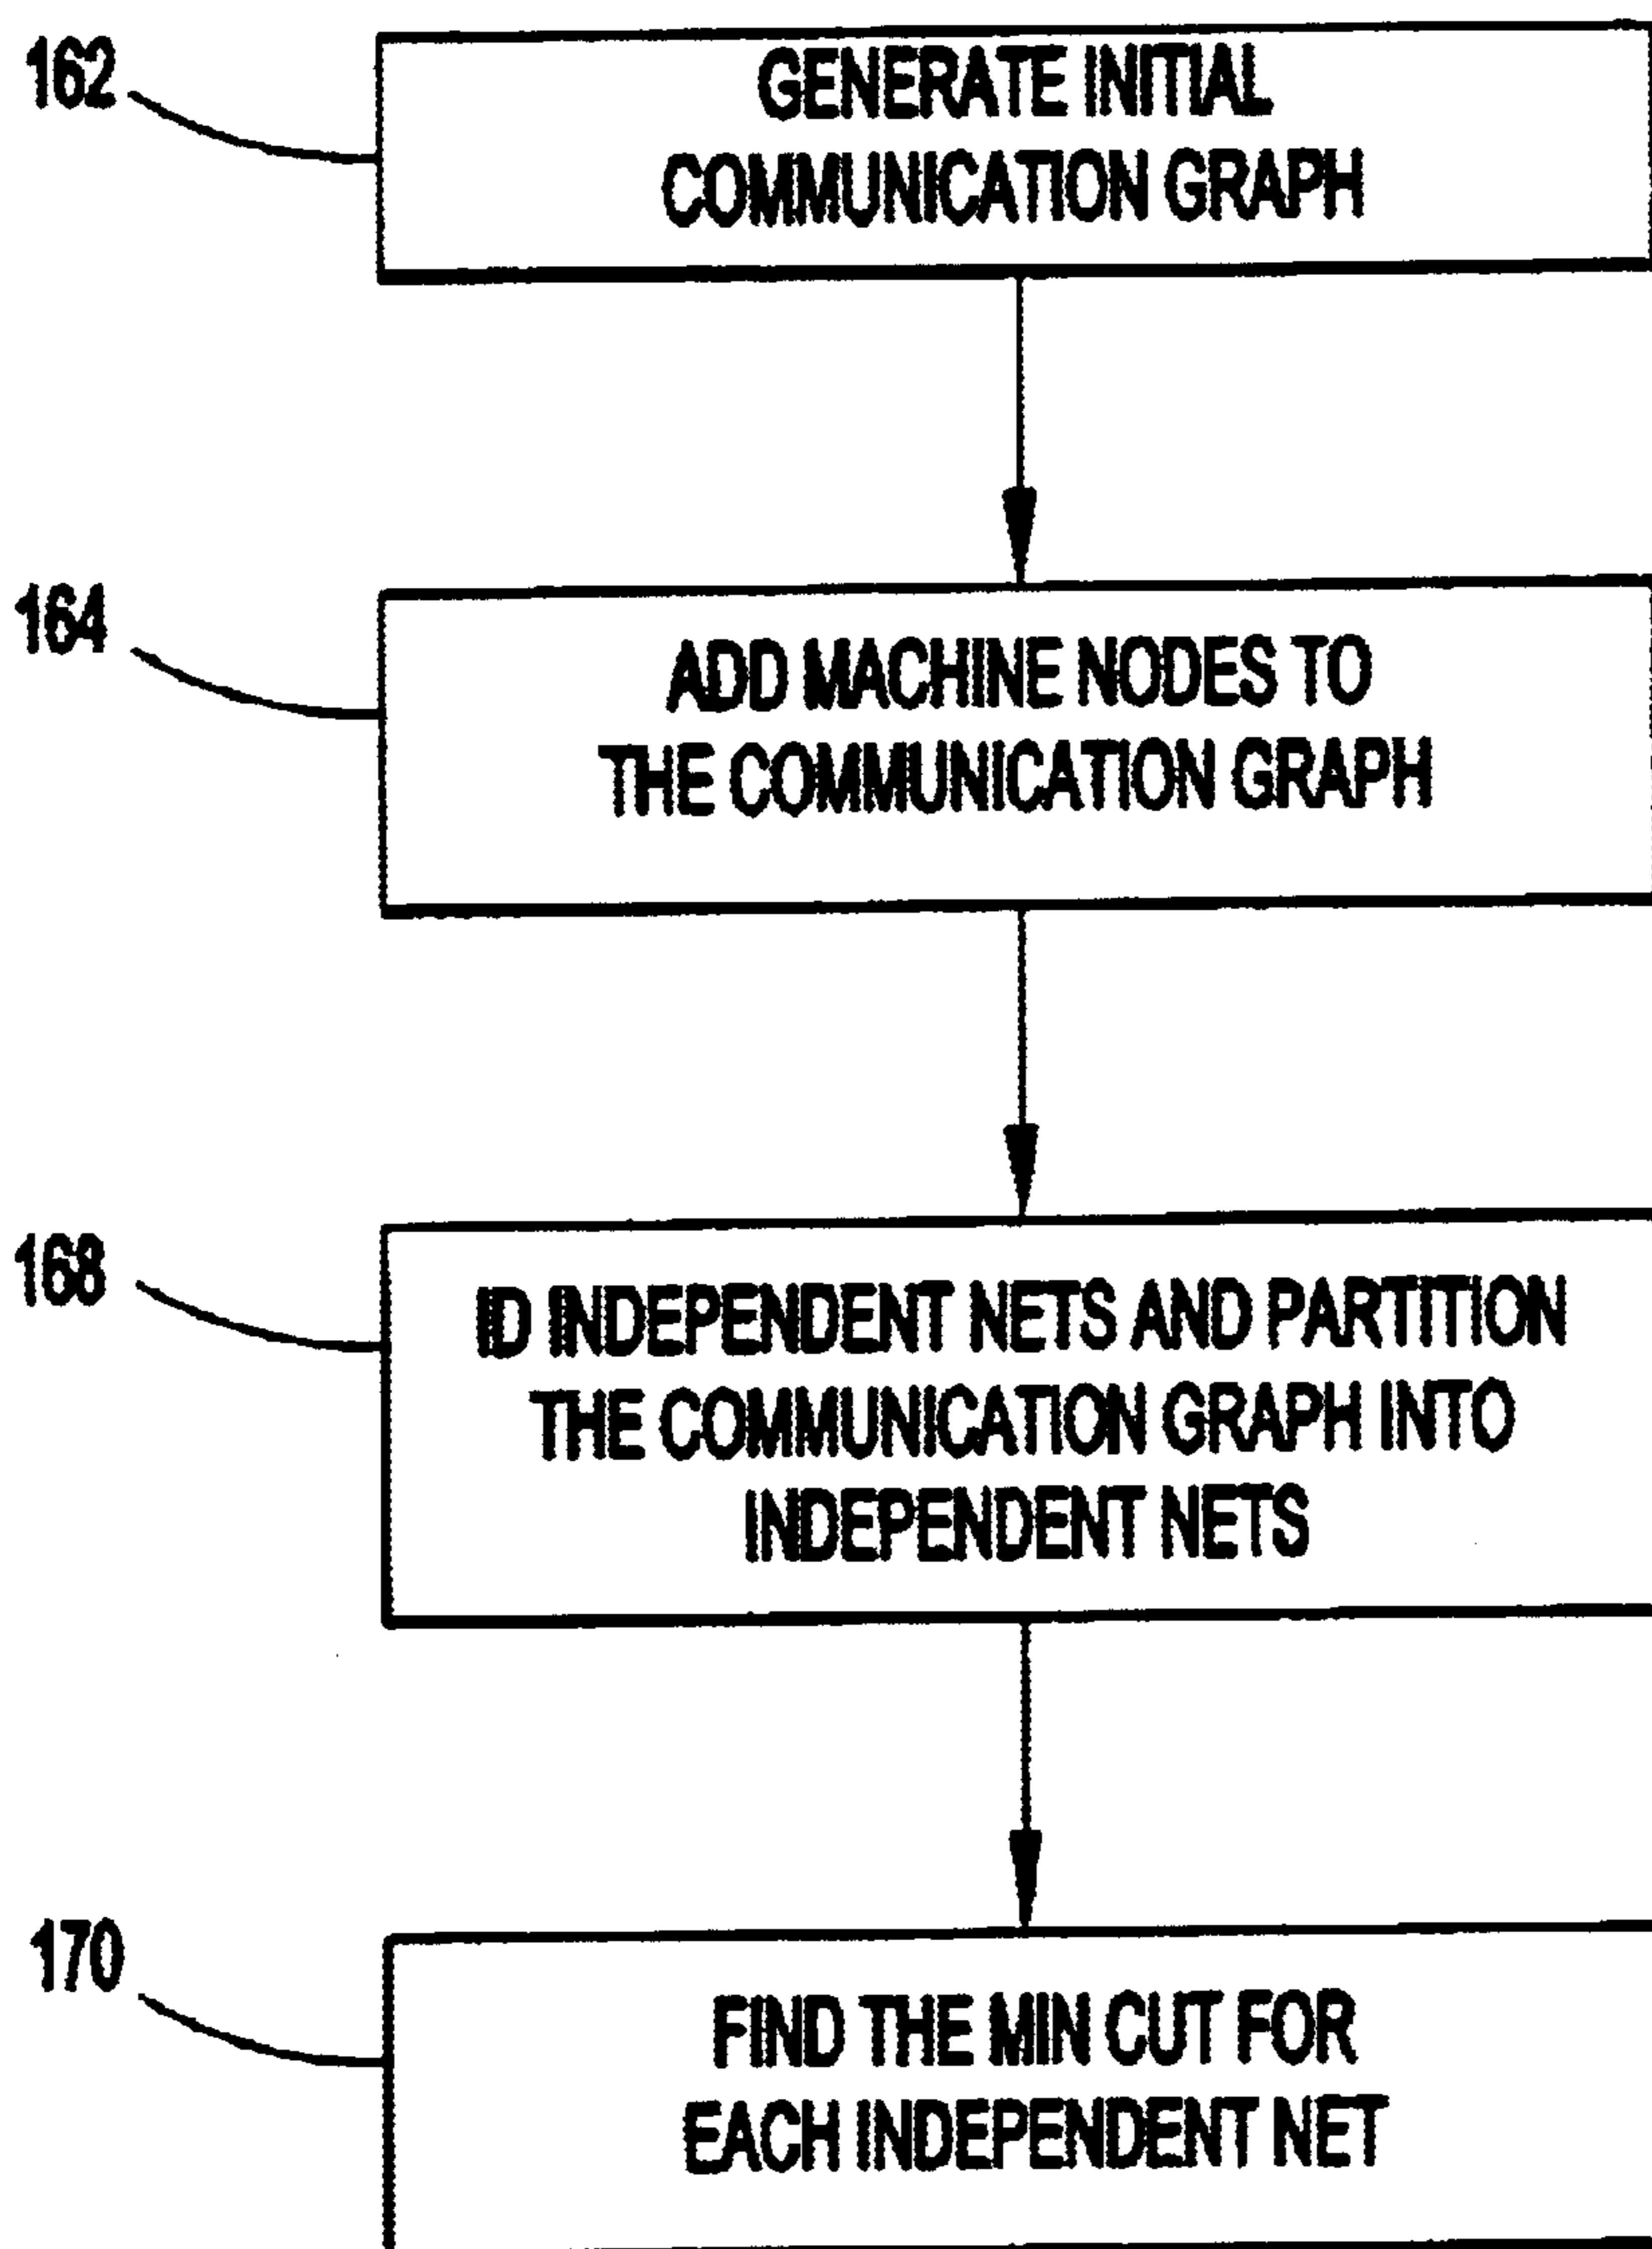 162
GENERATE INITIAL
COMMUNICATION GRAPH
164
ADD MACHINE NODES TO
THE COMMUNICATION GRAPH
168
ID INDEPENDENT NETS AND PARTITION
THE COMMUNICATION GRAPH INTO
INDEPENDENT NETS
170
FIND THE MIN CUT FOR
EACH INDEPENDENT NET